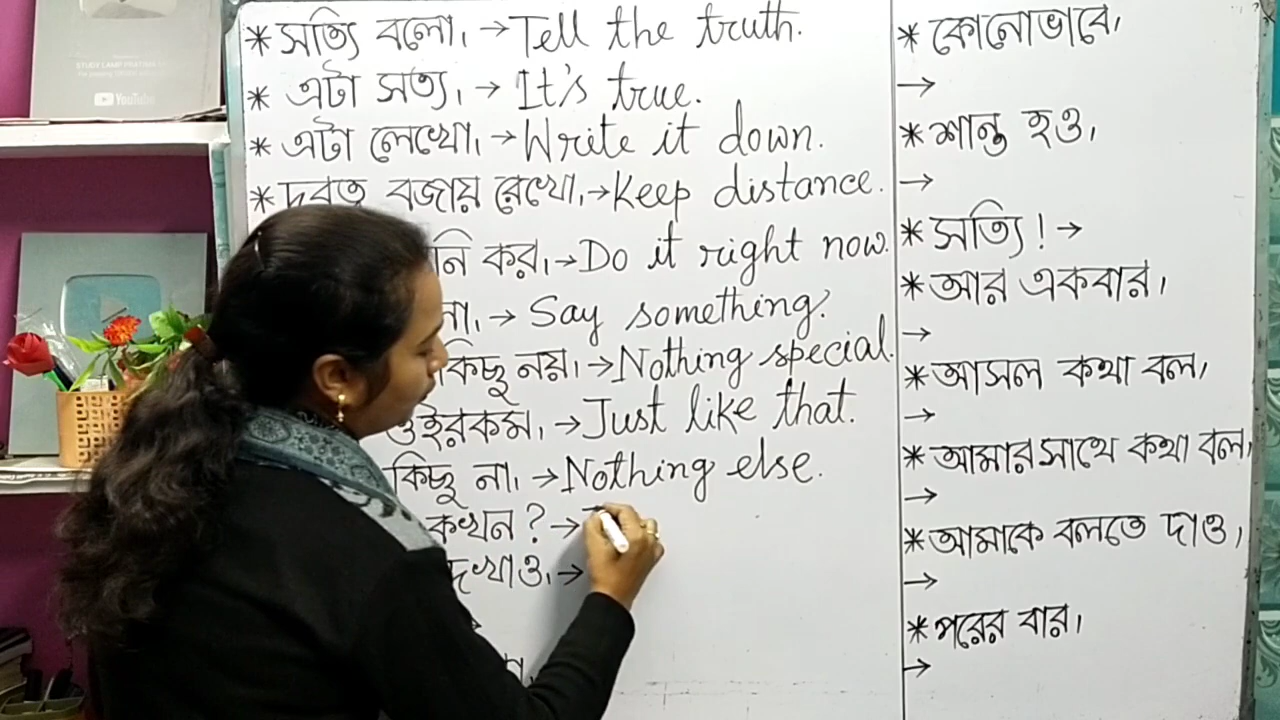 * সত্যি বলো। → Tell the truth.
* এটা সত্য। → It's true.
* এটা লেখো। → Write it down.
* দূরত্ব বজায় রেখো। → Keep distance.
কর। → Do it right now.
→ Say something.
কিছু নয়। → Nothing special.
ওইরকম। → Just like that.
কিছু না। → Nothing else.
কখন ? →
→
* কোনোভাবে।
→
* শান্ত হও।
→
* সত্যি ! →
* আর একবার।
→
* আসল কথা বল।
→
* আমার সাথে কথা বল।
→
* আমাকে বলতে দাও।
→
* পরের বার।
→
YouTube